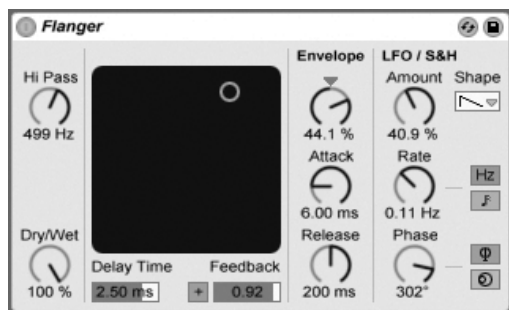 Flanger
Envelope
LFO / S&H
Hi Pass
499 Hz
44.1 %
Amount
Shape
40.9 %
Attack
6.00 ms
Rate
0.11 Hz
Hz
Dry/Wet
100 %
Delay Time
Feedback
2.50 ms
+
0.92
Release
200 ms
Phase
302°
Φ